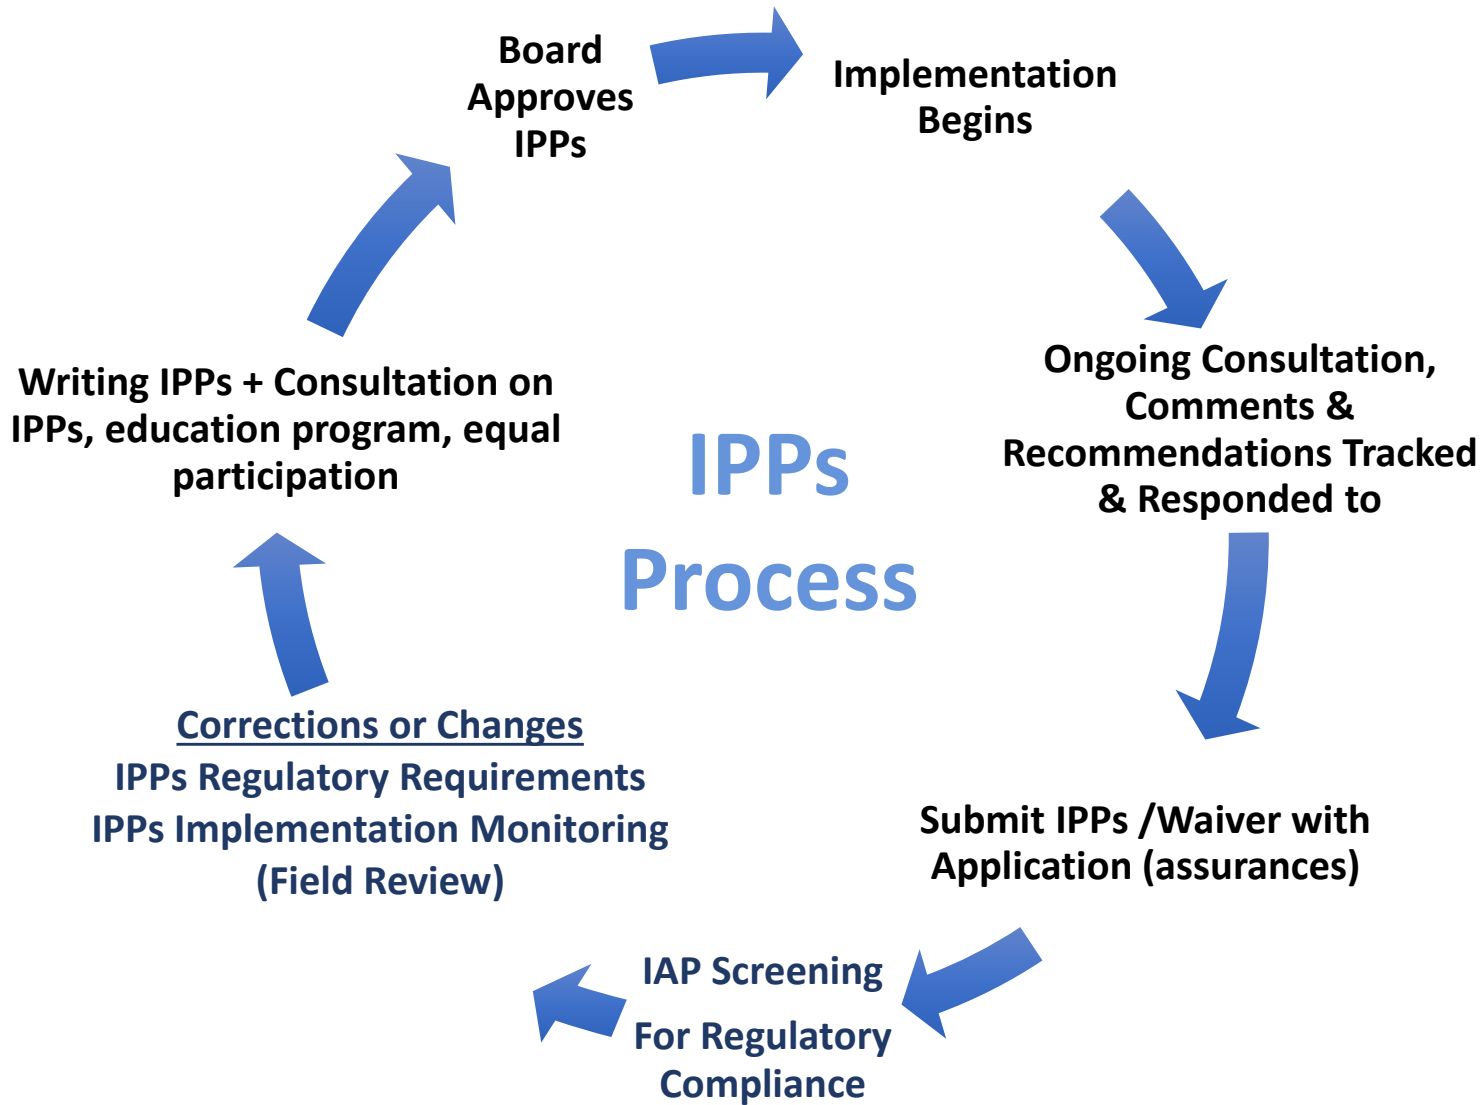 Board
Approves
IPPs
Implementation
Begins
Ongoing Consultation,
Comments &
Recommendations Tracked
& Responded to
Submit IPPs /Waiver with
Application (assurances)
IAP Screening
For Regulatory
Compliance
Corrections or Changes
IPPs Regulatory Requirements
IPPs Implementation Monitoring
(Field Review)
Writing IPPs + Consultation on
IPPs, education program, equal
participation
IPPs
Process